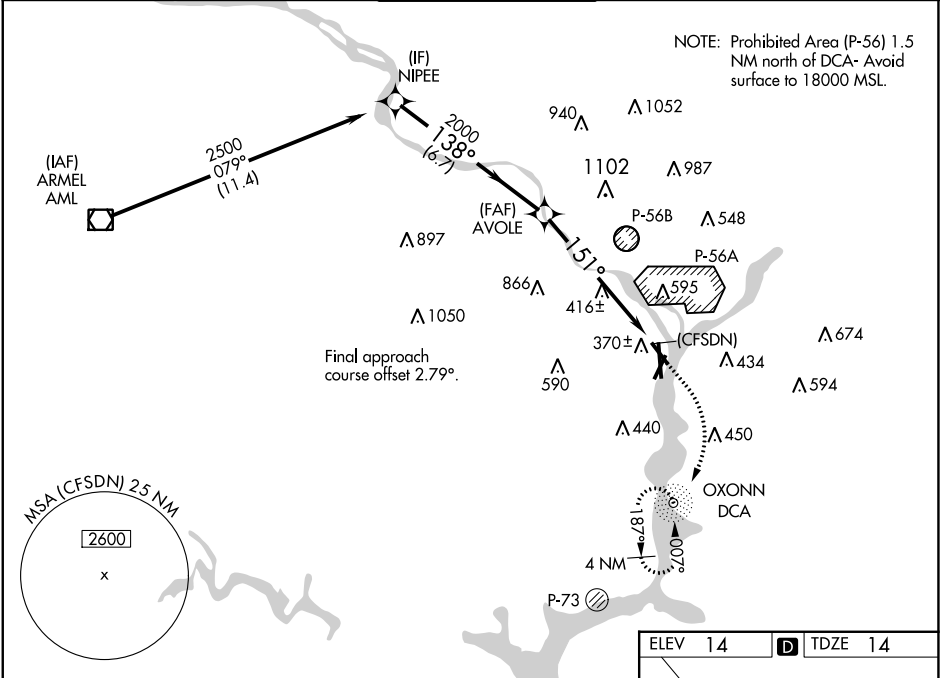 NOTE: Prohibited Area (P-56) 1.5
NM north of DCA- Avoid
surface to 18000 MSL.
(IF)
NIPEE
940
1052
2000
138°
(6.7)
2500
079°
(11.4)
(IAF)
ARMEL
AML
1102
987
(FAF)
AVOLE
P-56B
548
897
151°
P-56A
866
416±
595
1050
370±
(CFSDN)
674
434
Final approach
course offset 2.79°.
590
594
440
450
MSA (CFSDN) 25 NM
2600
x
OXONN
DCA
187°
007°
4 NM
P-73
ELEV 14 D TDZE 14